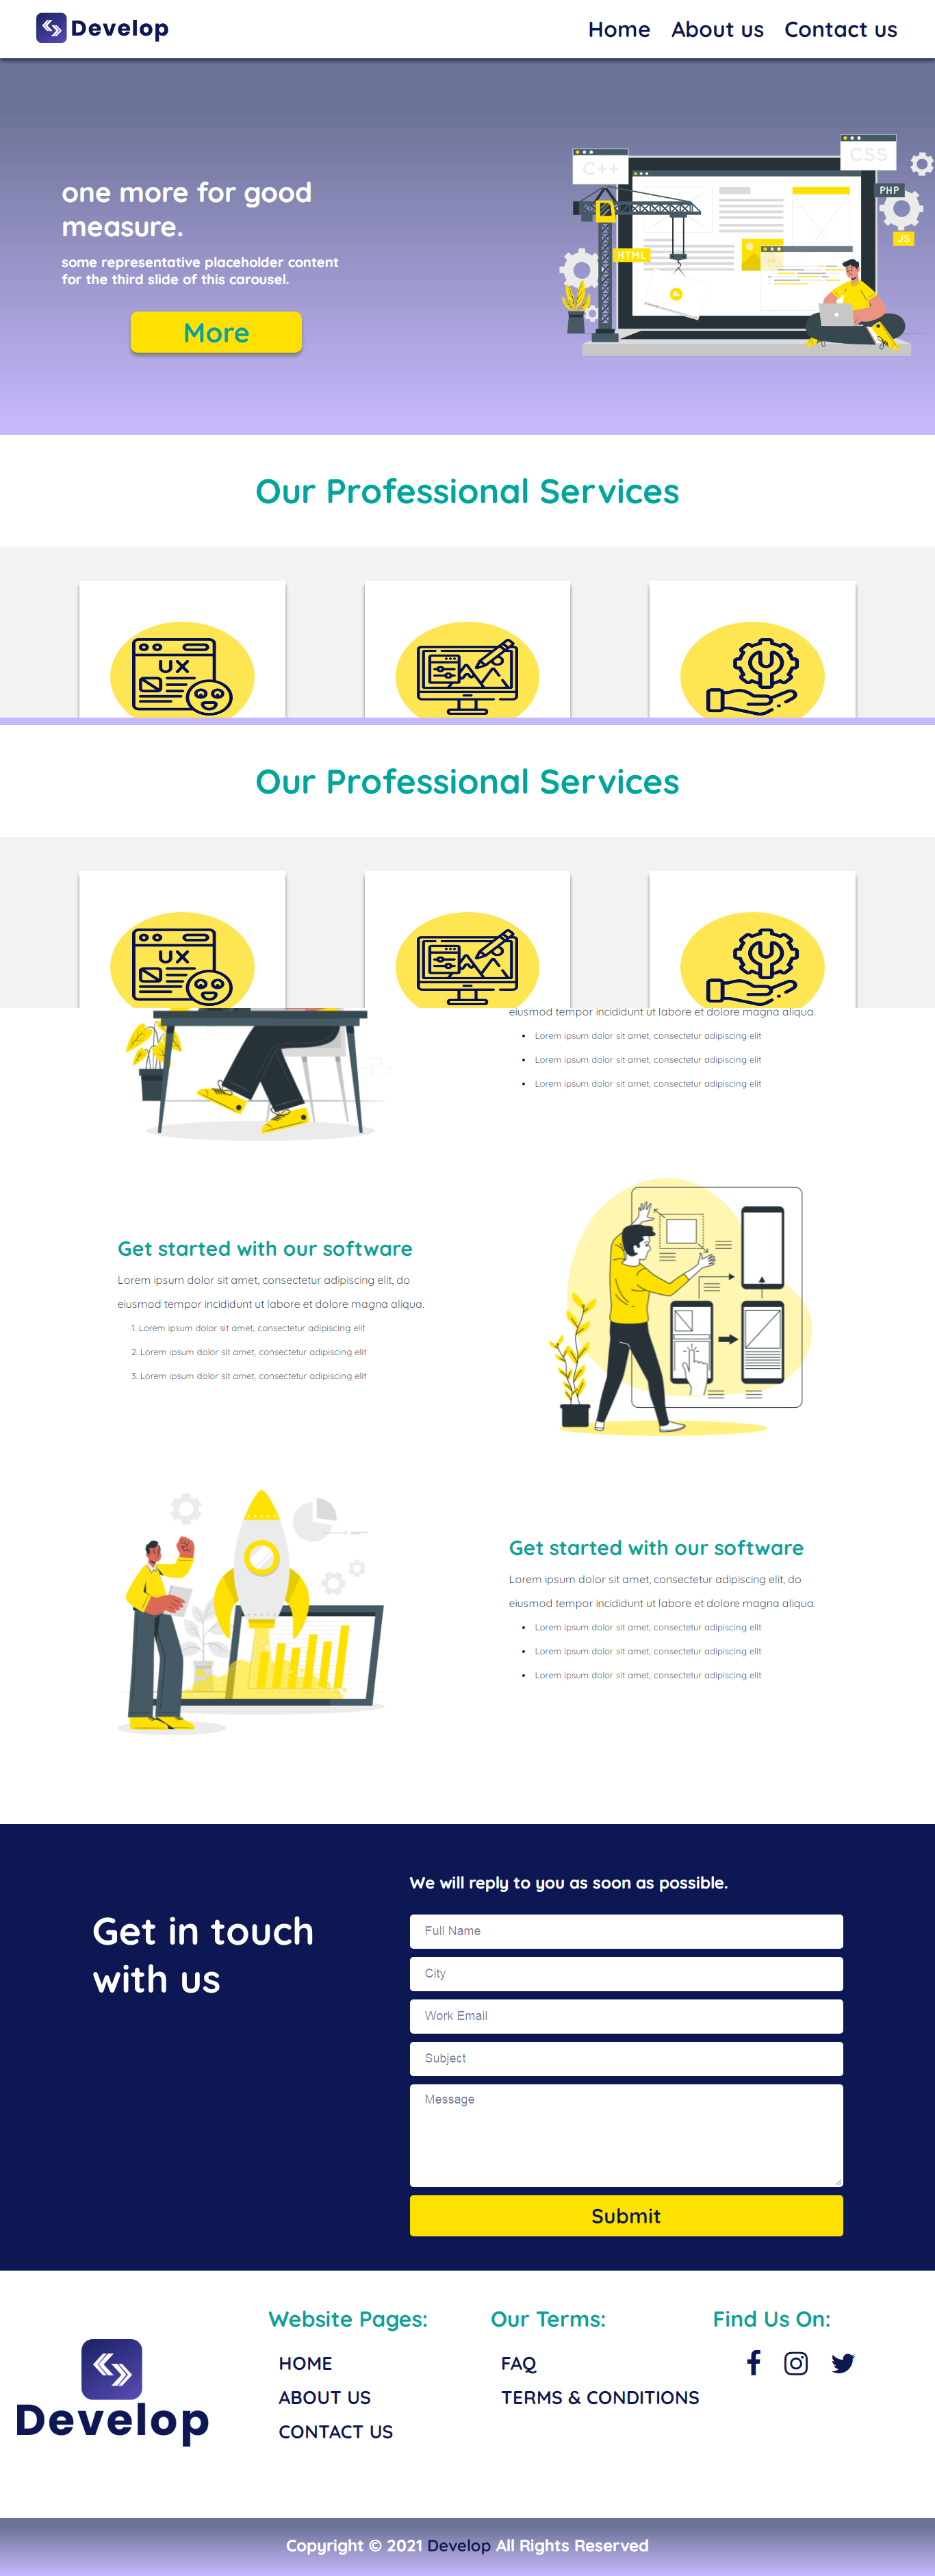 Develop
Home About us Contact us
one more for good
measure.
some representative placeholder content
for the third slide of this carousel.
More
C++
CSS
PHP
JS
HTML
Our Professional Services
UX
Our Professional Services
UX
eiusmod tempor incididunt ut labore et dolore magna aliqua.
• Lorem ipsum dolor sit amet, consectetur adipiscing elit
• Lorem ipsum dolor sit amet, consectetur adipiscing elit
• Lorem ipsum dolor sit amet, consectetur adipiscing elit
Get started with our software
Lorem ipsum dolor sit amet, consectetur adipiscing elit, do
eiusmod tempor incididunt ut labore et dolore magna aliqua.
1. Lorem ipsum dolor sit amet, consectetur adipiscing elit
2. Lorem ipsum dolor sit amet, consectetur adipiscing elit
3. Lorem ipsum dolor sit amet, consectetur adipiscing elit
Get started with our software
Lorem ipsum dolor sit amet, consectetur adipiscing elit, do
eiusmod tempor incididunt ut labore et dolore magna aliqua.
• Lorem ipsum dolor sit amet, consectetur adipiscing elit
• Lorem ipsum dolor sit amet, consectetur adipiscing elit
• Lorem ipsum dolor sit amet, consectetur adipiscing elit
Get in touch
with us
We will reply to you as soon as possible.
Full Name
City
Work Email
Subject
Message
Submit
Develop
Website Pages:
HOME
ABOUT US
CONTACT US
Our Terms:
FAQ
TERMS & CONDITIONS
Find Us On:
Copyright © 2021 Develop All Rights Reserved